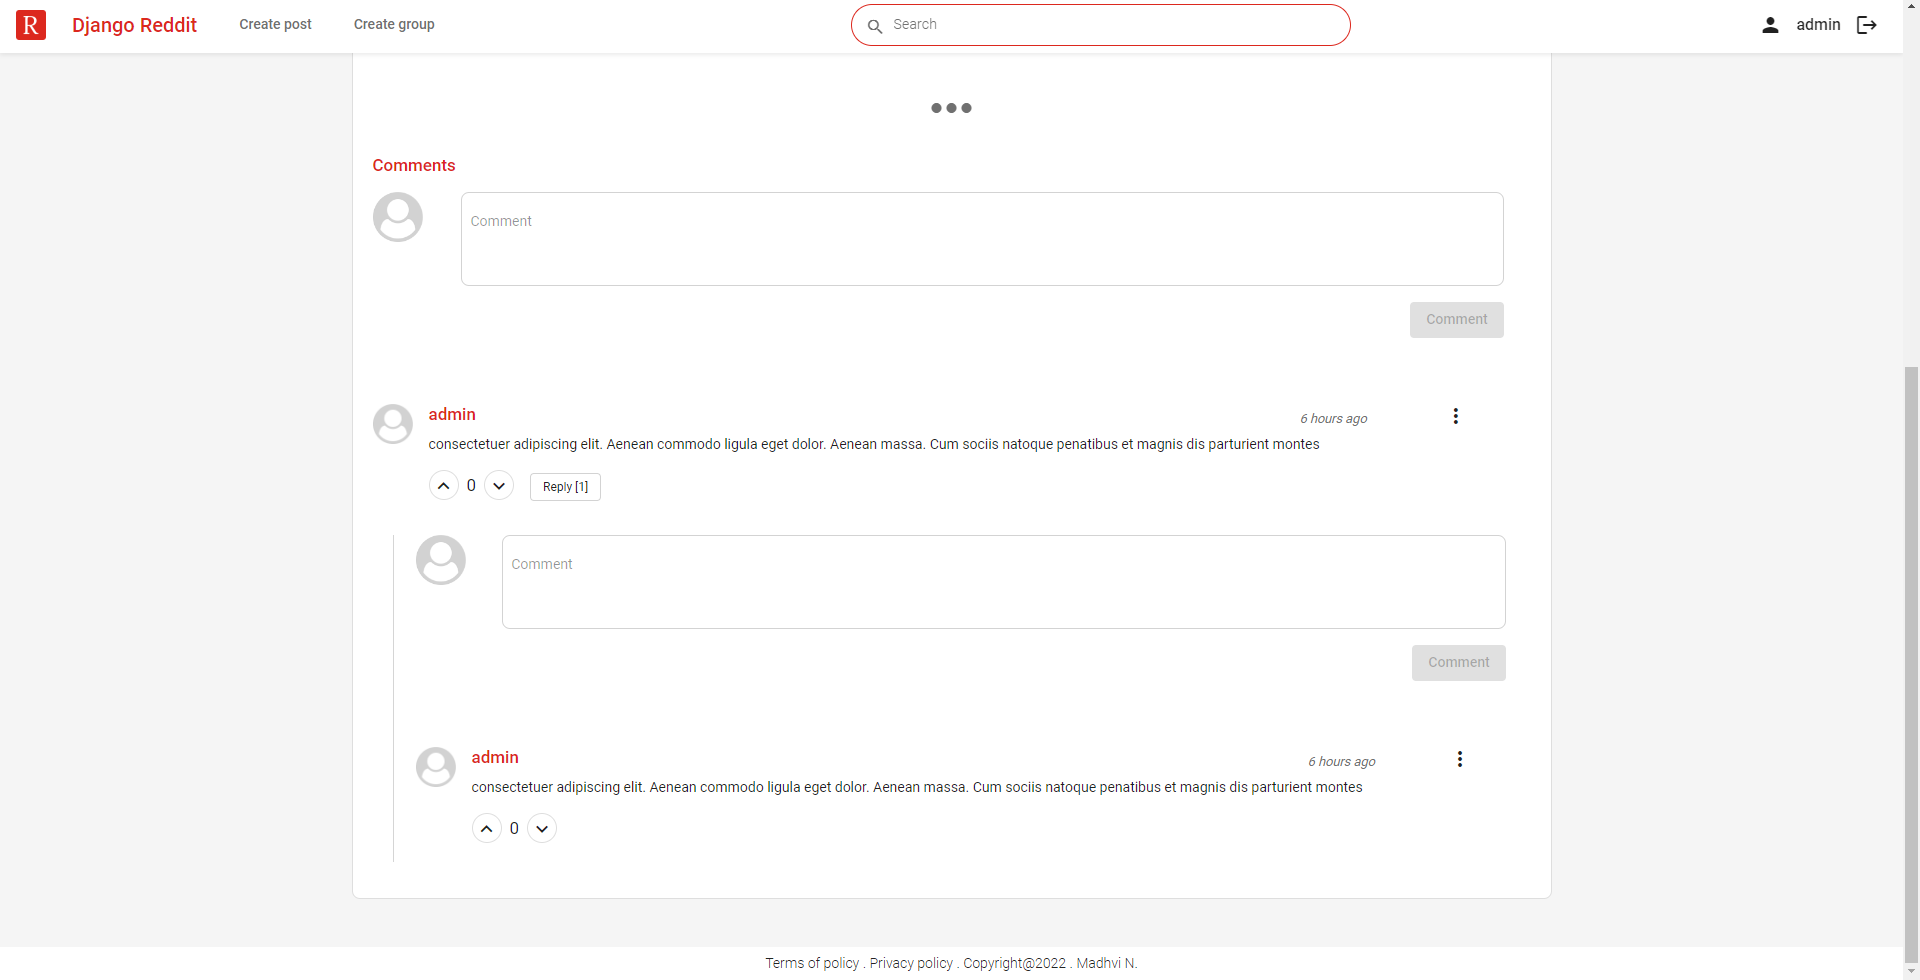 R Django Reddit Create post Create group Search admin
Comments
Comment
Comment
admin 6 hours ago
consectetuer adipiscing elit. Aenean commodo ligula eget dolor. Aenean massa. Cum sociis natoque penatibus et magnis dis parturient montes
0 Reply [1]
Comment
Comment
admin 6 hours ago
consectetuer adipiscing elit. Aenean commodo ligula eget dolor. Aenean massa. Cum sociis natoque penatibus et magnis dis parturient montes
0
Terms of policy . Privacy policy . Copyright@2022 . Madhvi N.